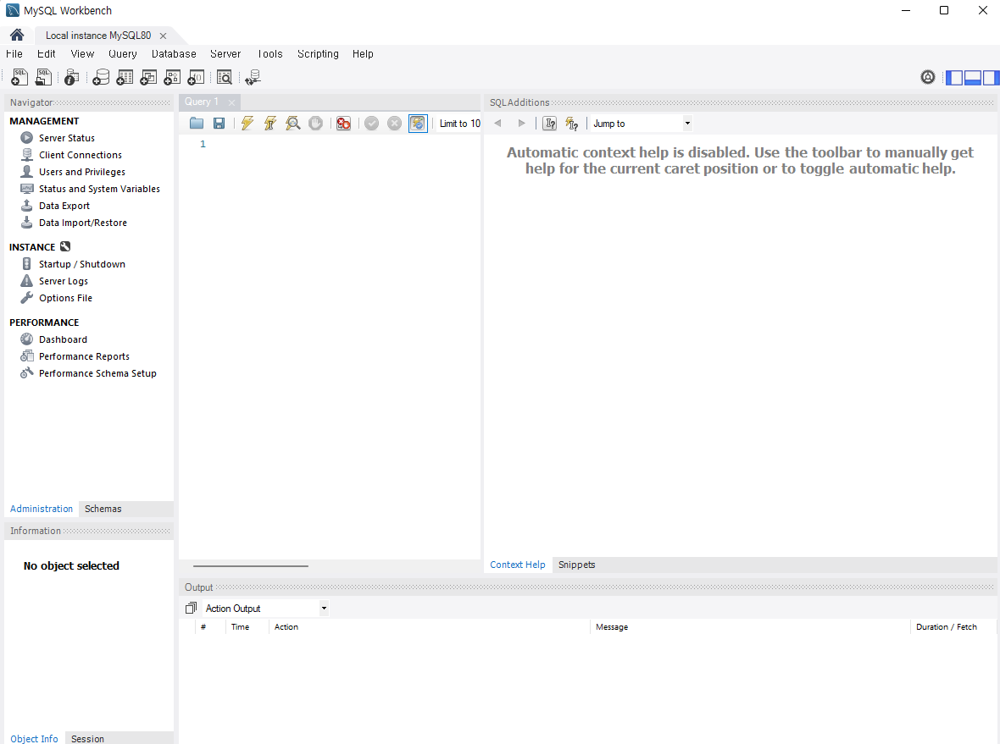 MySQL Workbench
Local instance MySQL80
File Edit View Query Database Server Tools Scripting Help
Navigator
MANAGEMENT
Server Status
Client Connections
Users and Privileges
Status and System Variables
Data Export
Data Import/Restore
INSTANCE
Startup / Shutdown
Server Logs
Options File
PERFORMANCE
Dashboard
Performance Reports
Performance Schema Setup
Administration Schemas
Information
No object selected
Object Info Session
Query 1
Limit to 10
1
SQLAdditions
Jump to
Automatic context help is disabled. Use the toolbar to manually get
help for the current caret position or to toggle automatic help.
Context Help Snippets
Output
Action Output
# Time Action Message Duration / Fetch